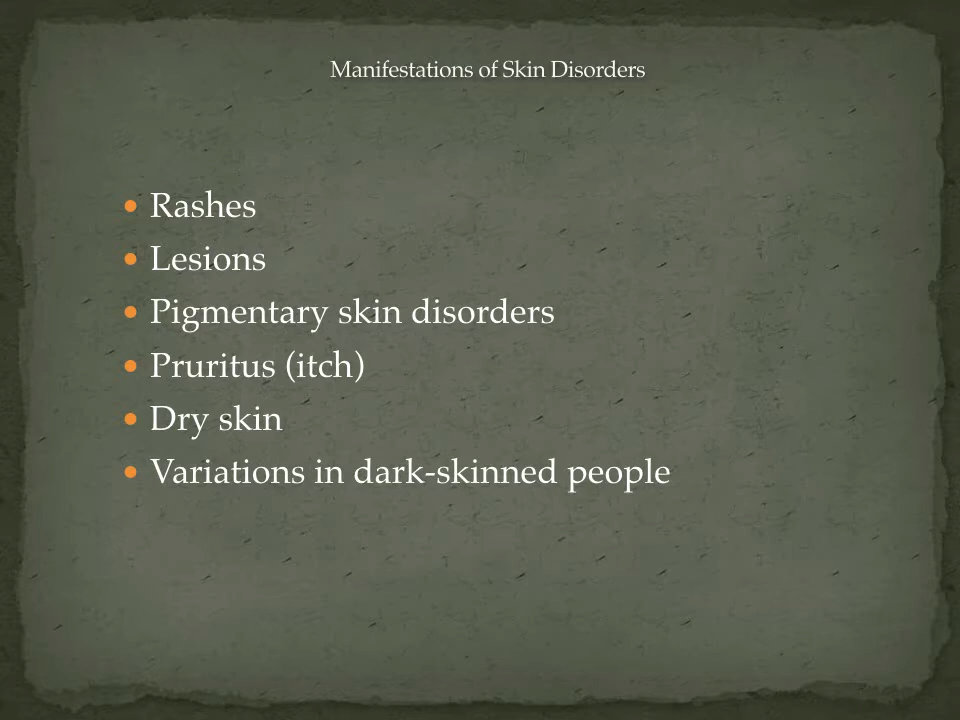 Manifestations of Skin Disorders
• Rashes
• Lesions
• Pigmentary skin disorders
• Pruritus (itch)
• Dry skin
• Variations in dark-skinned people